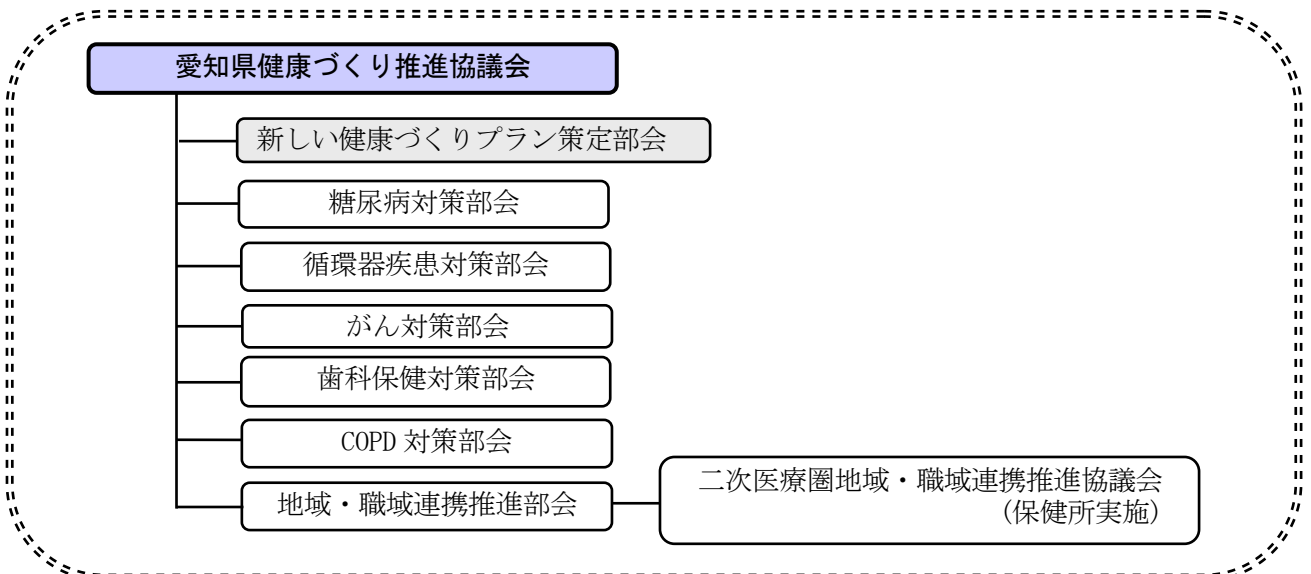 愛知県健康づくり推進協議会
新しい健康づくりプラン策定部会
糖尿病対策部会
循環器疾患対策部会
がん対策部会
歯科保健対策部会
COPD 対策部会
地域・職域連携推進部会
二次医療圏地域・職域連携推進協議会
(保健所実施)